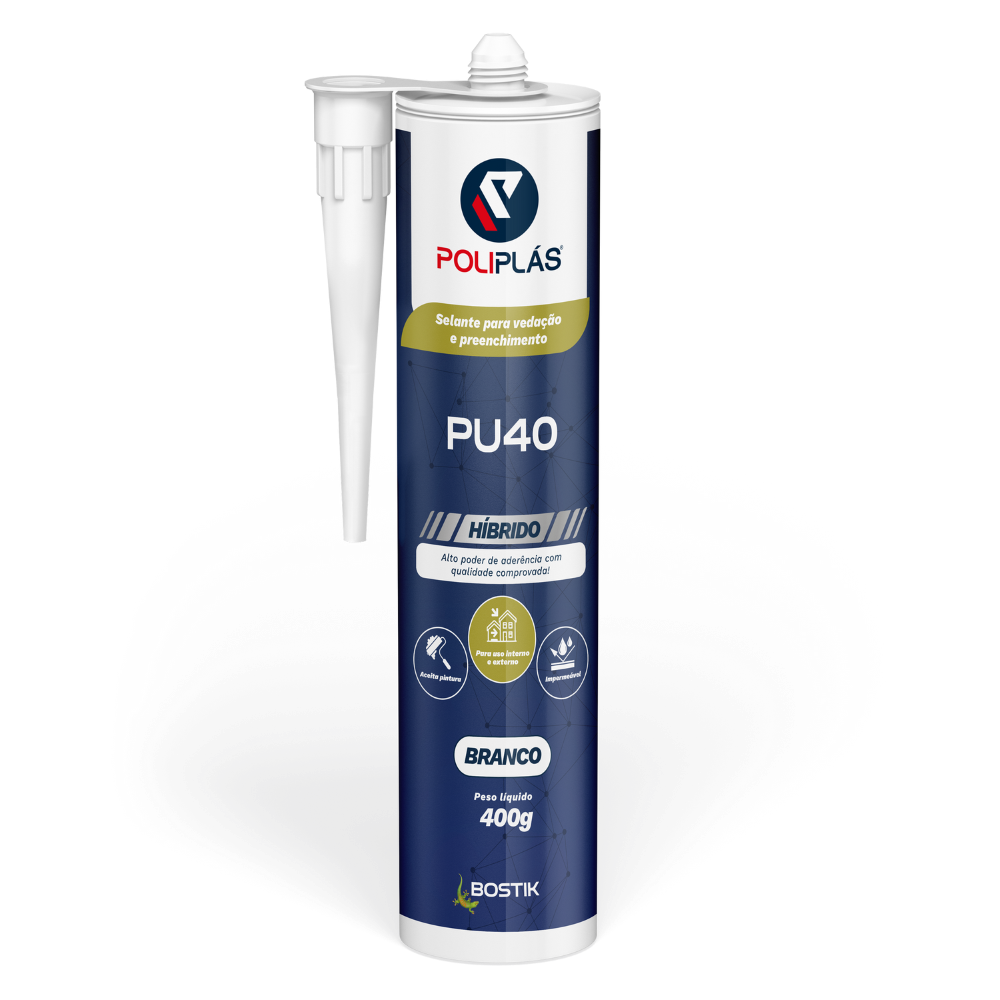 POLIPLÁS®
Selante para vedação
e preenchimento
PU40
HÍBRIDO
Alto poder de aderência com
qualidade comprovada!
Para uso interno
e externo
Aceita pintura
Impermeável
BRANCO
Peso líquido
400g
BOSTIK